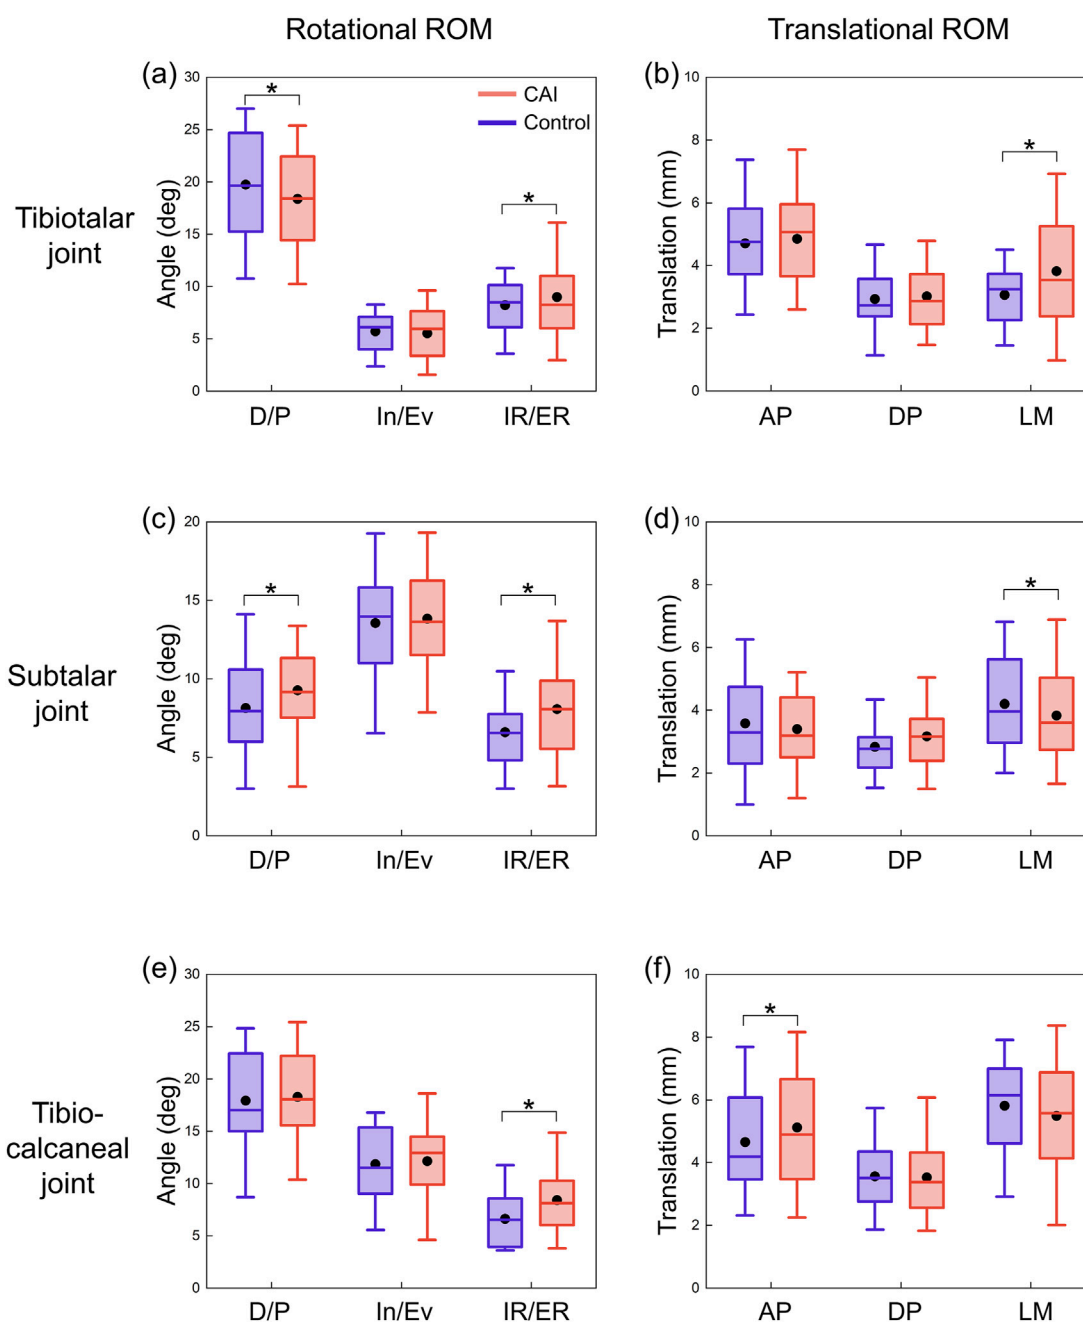 Rotational ROM
Translational ROM
(a)
30
25
20
15
10
5
0
Angle (deg)
CAI
Control
*
*
D/P
In/Ev
IR/ER
(b)
10
8
6
4
2
0
Translation (mm)
*
AP
DP
LM
Tibiotalar
joint
(c)
20
15
10
5
0
Angle (deg)
*
*
D/P
In/Ev
IR/ER
(d)
10
8
6
4
2
0
Translation (mm)
*
AP
DP
LM
Subtalar
joint
(e)
30
25
20
15
10
5
0
Angle (deg)
*
D/P
In/Ev
IR/ER
(f)
10
8
6
4
2
0
Translation (mm)
*
AP
DP
LM
Tibio-
calcaneal
joint